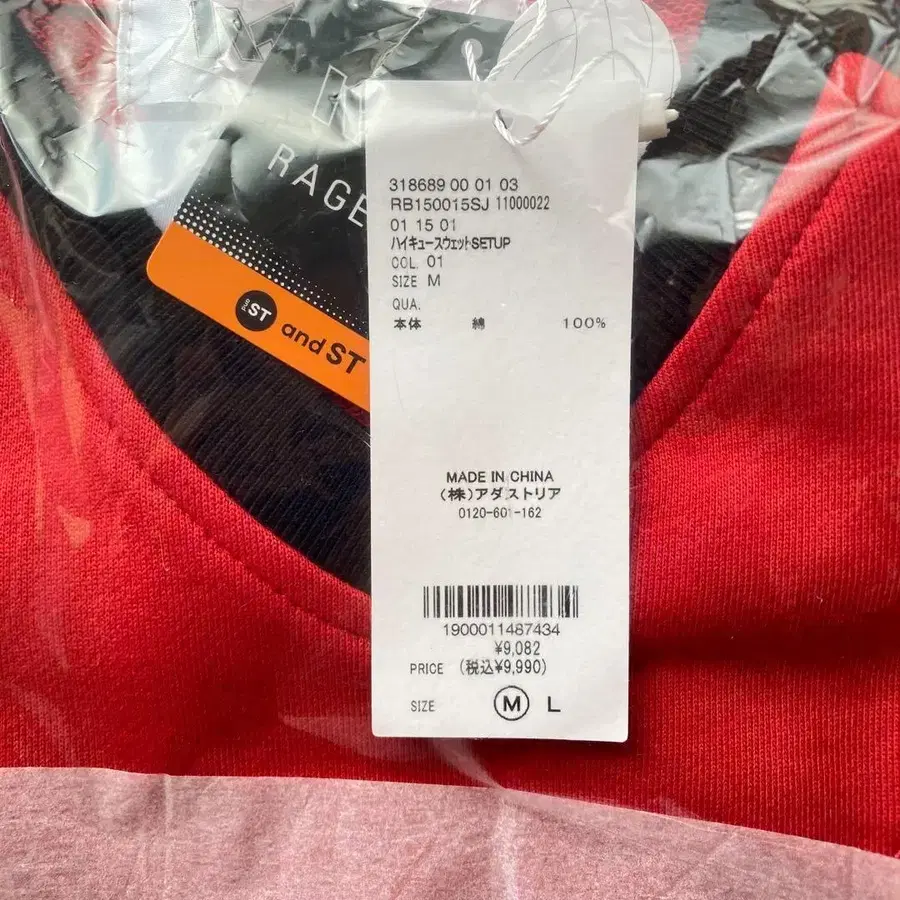 RAGE
ST
and ST
318689 00 01 03
RB150015SJ 11000022
01 15 01
ハイキュースウェットSETUP
COL. 01
SIZE M
QUA.
本体 綿 100%
MADE IN CHINA
(株)アダストリア
0120-601-162
1900011487434
¥9,082
PRICE (税込¥9,990)
SIZE M L